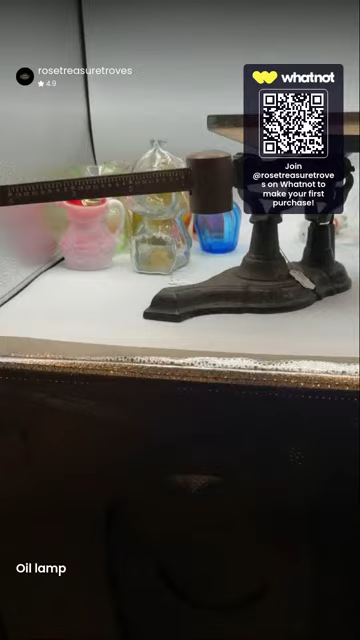 rosetreasuretroves
★ 4.9
whatnot
Join
@rosetreasuretrove
s on Whatnot to
make your first
purchase!
Oil lamp